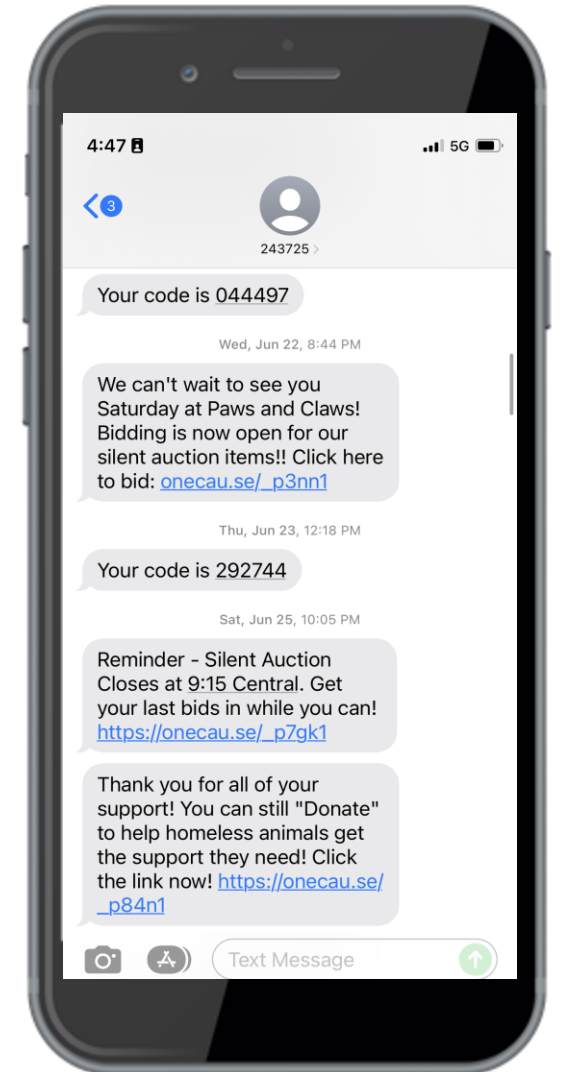 4:47
5G
3
243725
Your code is 044497
Wed, Jun 22, 8:44 PM
We can't wait to see you
Saturday at Paws and Claws!
Bidding is now open for our
silent auction items!! Click here
to bid: onecau.se/_p3nn1
Thu, Jun 23, 12:18 PM
Your code is 292744
Sat, Jun 25, 10:05 PM
Reminder - Silent Auction
Closes at 9:15 Central. Get
your last bids in while you can!
https://onecau.se/_p7gk1
Thank you for all of your
support! You can still "Donate"
to help homeless animals get
the support they need! Click
the link now! https://onecau.se/
_p84n1
Text Message